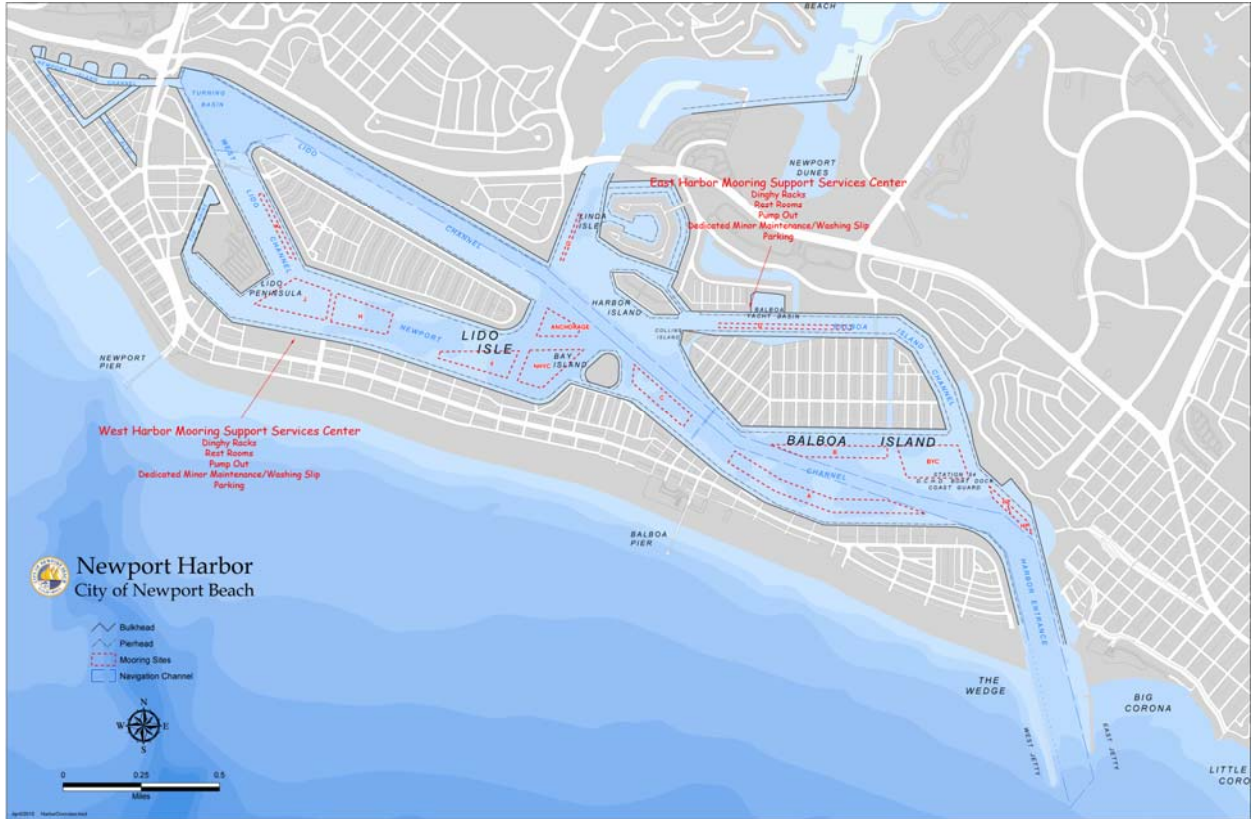 BEACH
TURNING
BASIN
WEST
LIDO
CHANNEL
LIDO
CHANNEL
NEWPORT
DUNES
East Harbor Mooring Support Services Center
Dinghy Racks
Rest Rooms
Pump Out
Dedicated Minor Maintenance/Washing Slip
Parking
LINDA
ISLE
HARBOR
ISLAND
COLLINS
ISLAND
BALBOA
YACHT BASIN
BALBOA
ISLAND
CHANNEL
LIDO
PENINSULA
J
H
NEWPORT
LIDO
ISLE
ANCHORAGE
BAY
ISLAND
NHYC
NEWPORT
PIER
West Harbor Mooring Support Services Center
Dinghy Racks
Rest Rooms
Pump Out
Dedicated Minor Maintenance/Washing Slip
Parking
BALBOA ISLAND
B
BYC
CHANNEL
A
COAST GUARD
BALBOA
PIER
HARBOR ENTRANCE
THE
WEDGE
BIG
CORONA
WEST JETTY
EAST JETTY
LITTLE
CORO
Newport Harbor
City of Newport Beach
Bulkhead
Pierhead
Mooring Sites
Navigation Channel
N
W
E
S
0 0.25 0.5
Miles